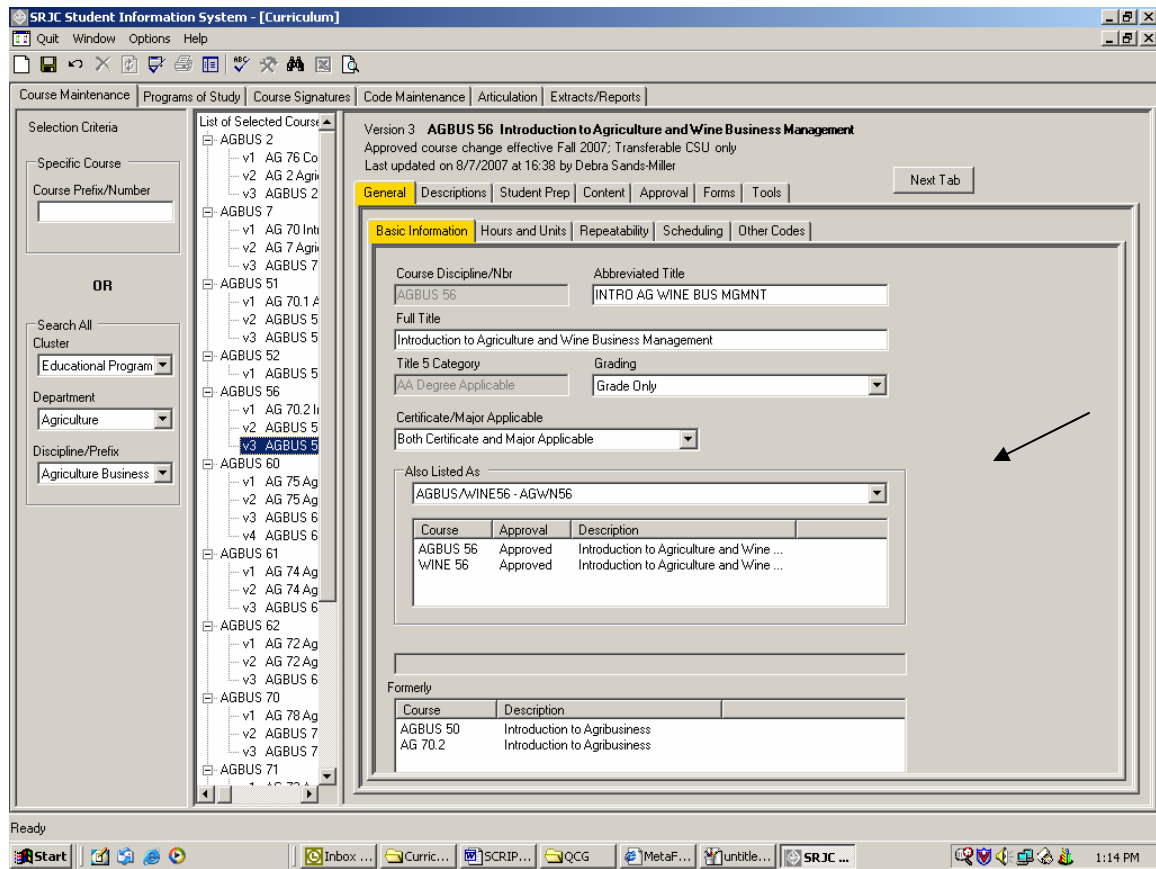 SRJC Student Information System - [Curriculum]
Quit Window Options Help
Course Maintenance Programs of Study Course Signatures Code Maintenance Articulation Extracts/Reports
Selection Criteria
Specific Course
Course Prefix/Number
OR
Search All
Cluster
Educational Program
Department
Agriculture
Discipline/Prefix
Agriculture Business
List of Selected Course
AGBUS 2
v1 AG 76 Co
v2 AG 2 Agri
v3 AGBUS 2
AGBUS 7
v1 AG 70 Int
v2 AG 7 Agri
v3 AGBUS 7
AGBUS 51
v1 AG 70.1 A
v2 AGBUS 5
v3 AGBUS 5
AGBUS 52
v1 AGBUS 5
AGBUS 56
v1 AG 70.2 I
v2 AGBUS 5
v3 AGBUS 5
AGBUS 60
v1 AG 75 Ag
v2 AG 75 Ag
v3 AGBUS 6
v4 AGBUS 6
AGBUS 61
v1 AG 74 Ag
v2 AG 74 Ag
v3 AGBUS 6
AGBUS 62
v1 AG 72 Ag
v2 AG 72 Ag
v3 AGBUS 6
AGBUS 70
v1 AG 78 Ag
v2 AGBUS 7
v3 AGBUS 7
AGBUS 71
Version 3 AGBUS 56 Introduction to Agriculture and Wine Business Management
Approved course change effective Fall 2007; Transferable CSU only
Last updated on 8/7/2007 at 16:38 by Debra Sands-Miller
Next Tab
General Descriptions Student Prep Content Approval Forms Tools
Basic Information Hours and Units Repeatability Scheduling Other Codes
Course Discipline/Nbr Abbreviated Title
AGBUS 56 INTRO AG WINE BUS MGMNT
Full Title
Introduction to Agriculture and Wine Business Management
Title 5 Category Grading
AA Degree Applicable Grade Only
Certificate/Major Applicable
Both Certificate and Major Applicable
Also Listed As
AGBUS/WINE56 - AGWN56
Course Approval Description
AGBUS 56 Approved Introduction to Agriculture and Wine ...
WINE 56 Approved Introduction to Agriculture and Wine ...
Formerly
Course Description
AGBUS 50 Introduction to Agribusiness
AG 70.2 Introduction to Agribusiness
Ready
Start Inbox ... Curric... SCRIP... QCG MetaF... untitle... SRJC ... 1:14 PM